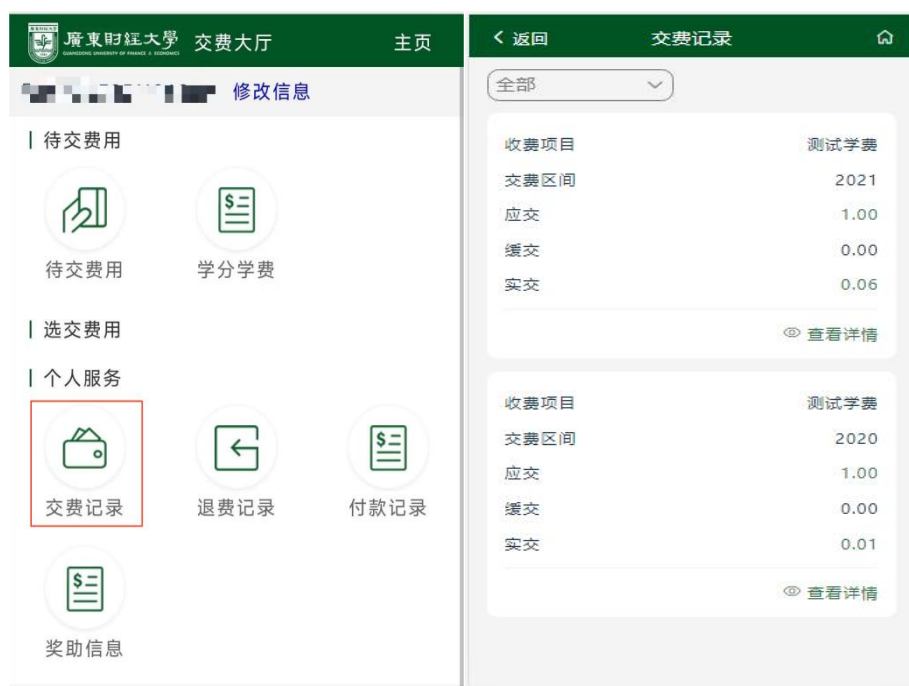 廣東財經大學 交费大厅 主页
GUANGDONG UNIVERSITY OF FINANCE & ECONOMICS
修改信息
待交费用
待交费用 学分学费
选交费用
个人服务
交费记录 退费记录 付款记录
奖助信息
返回 交费记录
全部
收费项目 测试学费
交费区间 2021
应交 1.00
缓交 0.00
实交 0.06
查看详情
收费项目 测试学费
交费区间 2020
应交 1.00
缓交 0.00
实交 0.01
查看详情